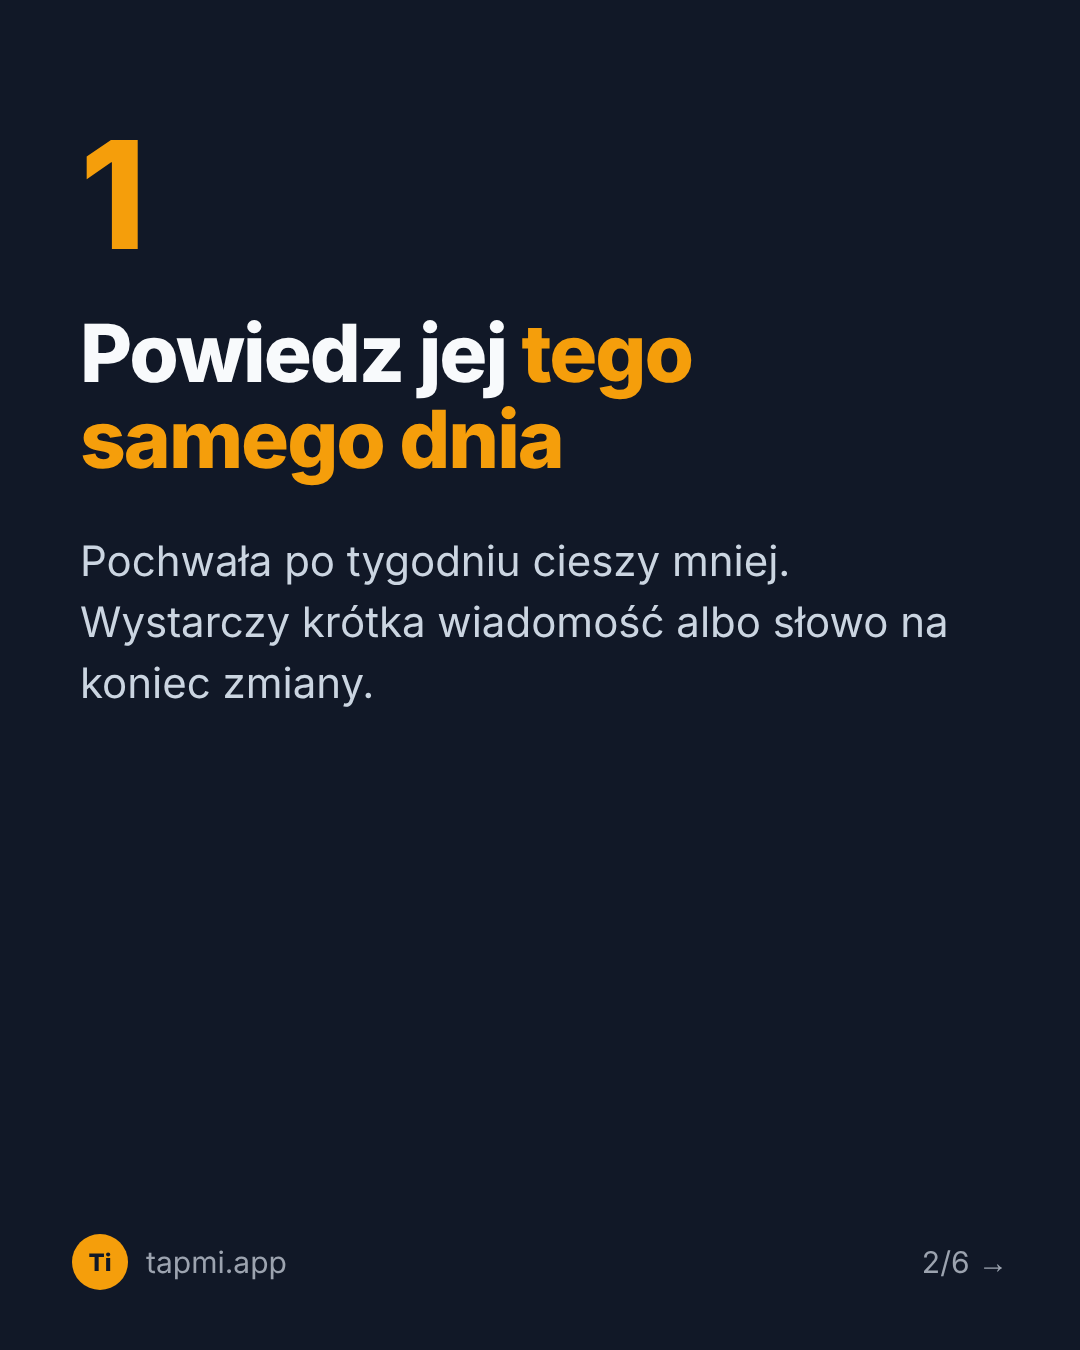 1
Powiedz jej tego
samego dnia
Pochwała po tygodniu cieszy mniej.
Wystarczy krótka wiadomość albo słowo na
koniec zmiany.
Ti tapmi.app
2/6 →